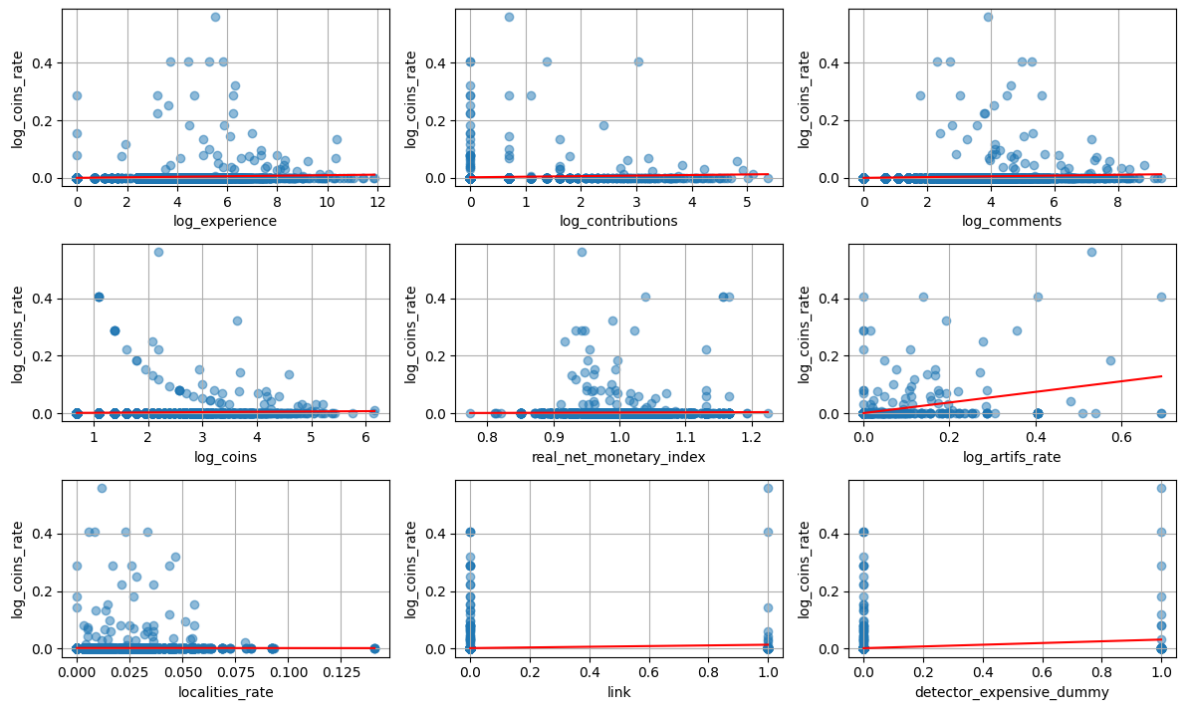 log_coins_rate
0.4
0.2
0.0
0 2 4 6 8 10 12
log_experience
log_coins_rate
0.4
0.2
0.0
0 1 2 3 4 5
log_contributions
log_coins_rate
0.4
0.2
0.0
0 2 4 6 8
log_comments
log_coins_rate
0.4
0.2
0.0
1 2 3 4 5 6
log_coins
log_coins_rate
0.4
0.2
0.0
0.8 0.9 1.0 1.1 1.2
real_net_monetary_index
log_coins_rate
0.4
0.2
0.0
0.0 0.2 0.4 0.6
log_artifs_rate
log_coins_rate
0.4
0.2
0.0
0.000 0.025 0.050 0.075 0.100 0.125
localities_rate
log_coins_rate
0.4
0.2
0.0
0.0 0.2 0.4 0.6 0.8 1.0
link
log_coins_rate
0.4
0.2
0.0
0.0 0.2 0.4 0.6 0.8 1.0
detector_expensive_dummy